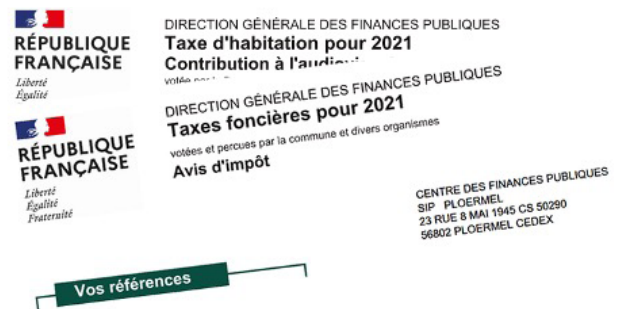 RÉPUBLIQUE
FRANÇAISE
Liberté
Égalité
DIRECTION GÉNÉRALE DES FINANCES PUBLIQUES
Taxe d'habitation pour 2021
Contribution à
RÉPUBLIQUE
FRANÇAISE
Liberté
Égalité
Fraternité
DIRECTION GÉNÉRALE DES FINANCES PUBLIQUES
Taxes foncières pour 2021
votées et percues par la commune et divers organismes
Avis d'impôt
CENTRE DES FINANCES PUBLIQUES
SIP PLOERMEL
23 RUE 8 MAI 1945 CS 50290
56802 PLOERMEL CEDEX
Vos références